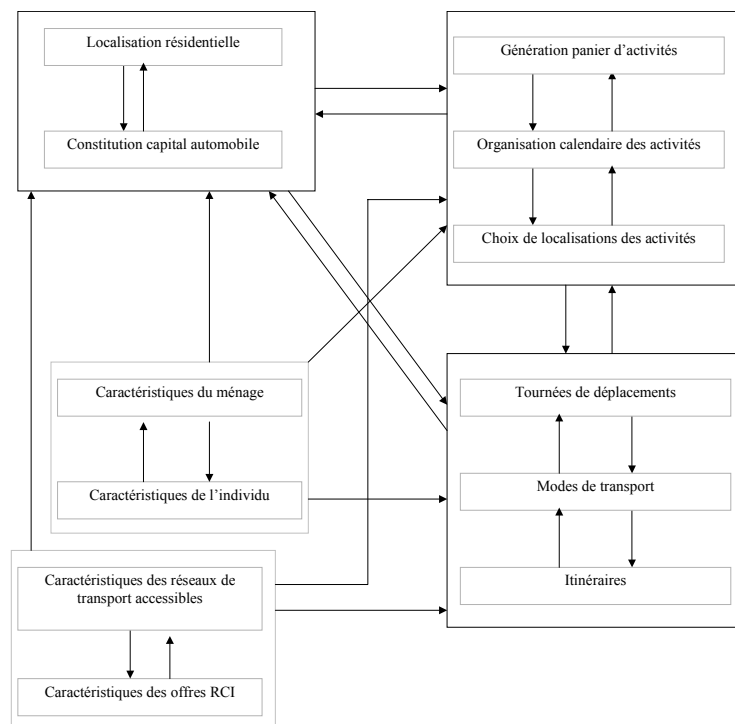 Localisation résidentielle
Constitution capital automobile
Génération panier d'activités
Organisation calendaire des activités
Choix de localisations des activités
Caractéristiques du ménage
Caractéristiques de l'individu
Tournées de déplacements
Modes de transport
Itinéraires
Caractéristiques des réseaux de
transport accessibles
Caractéristiques des offres RCI